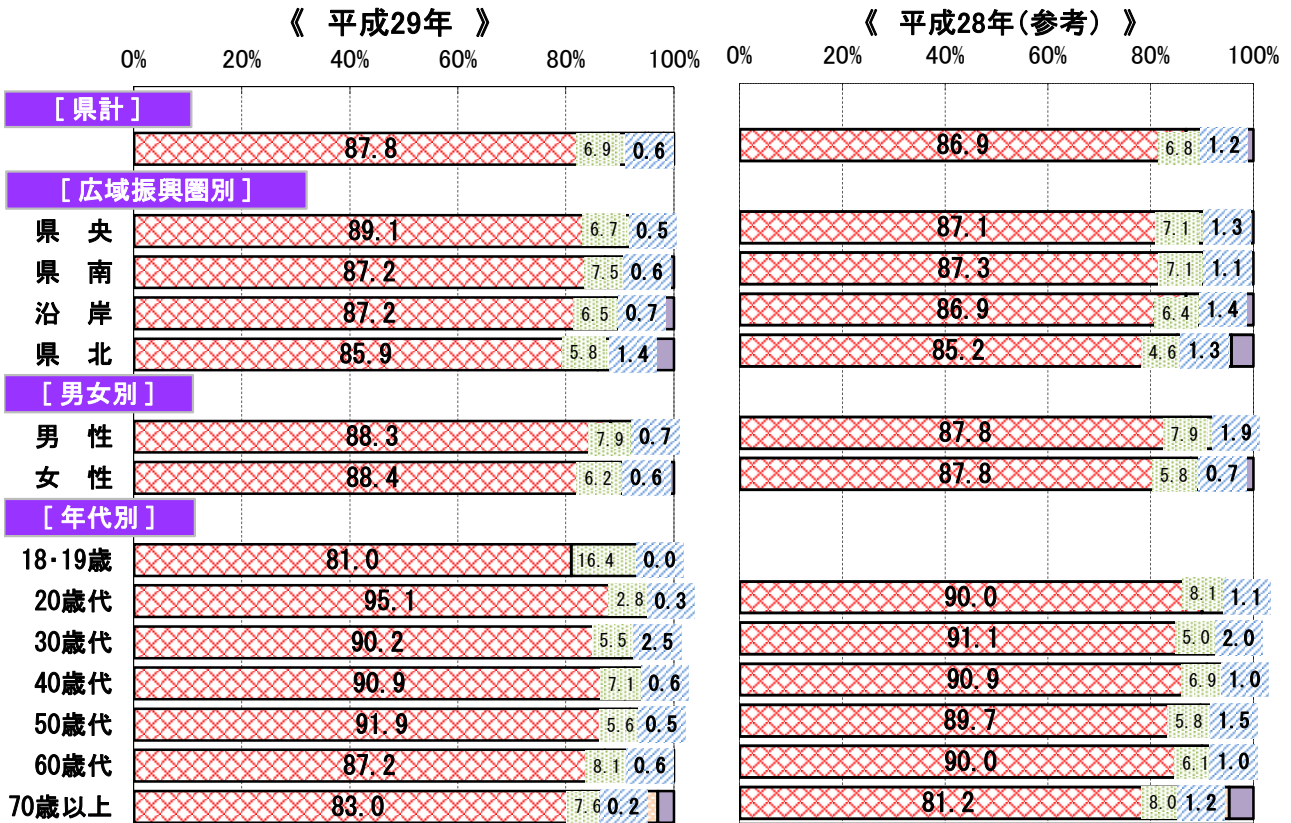 《 平成29年 》
《 平成28年(参考) 》
0% 20% 40% 60% 80% 100%
0% 20% 40% 60% 80% 100%
[ 県計 ]
87.8 6.9 0.6
86.9 6.8 1.2
[ 広域振興圏別 ]
県 央 89.1 6.7 0.5
87.1 7.1 1.3
県 南 87.2 7.5 0.6
87.3 7.1 1.1
沿 岸 87.2 6.5 0.7
86.9 6.4 1.4
県 北 85.9 5.8 1.4
85.2 4.6 1.3
[ 男女別 ]
男 性 88.3 7.9 0.7
87.8 7.9 1.9
女 性 88.4 6.2 0.6
87.8 5.8 0.7
[ 年代別 ]
18・19歳 81.0 16.4 0.0
20歳代 95.1 2.8 0.3
90.0 8.1 1.1
30歳代 90.2 5.5 2.5
91.1 5.0 2.0
40歳代 90.9 7.1 0.6
90.9 6.9 1.0
50歳代 91.9 5.6 0.5
89.7 5.8 1.5
60歳代 87.2 8.1 0.6
90.0 6.1 1.0
70歳以上 83.0 7.6 0.2
81.2 8.0 1.2